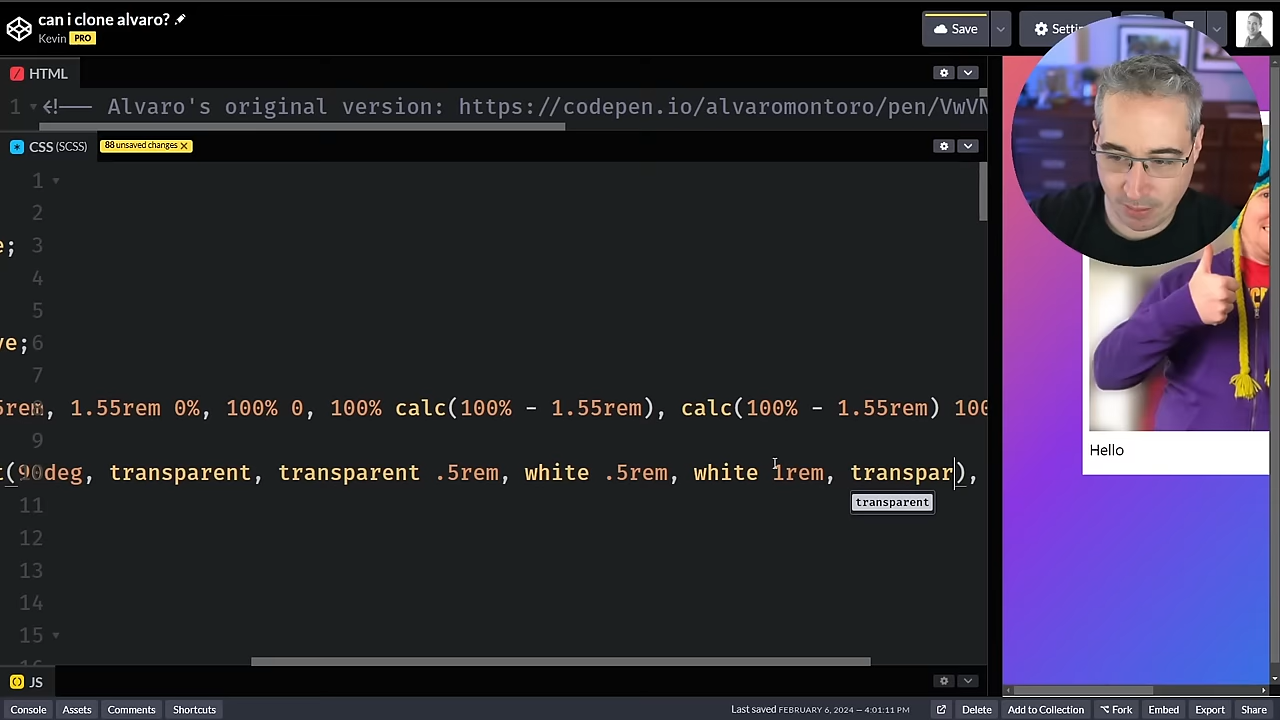 can i clone alvaro?
Kevin PRO
Save
HTML
1 <!-- Alvaro's original version: https://codepen.io/alvaromontoro/pen/VwVN
CSS (SCSS) 88 unsaved changes ×
1
2
e; 3
4
5
ve; 6
7
rem, 1.55rem 0%, 100% 0, 100% calc(100% - 1.55rem), calc(100% - 1.55rem) 100
9
t(90deg, transparent, transparent .5rem, white .5rem, white 1rem, transpar),
transparent
11
12
13
14
15
Hello
JS
Console Assets Comments Shortcuts Last saved FEBRUARY 6, 2024 — 4:01:11 PM Delete Add to Collection Fork Embed Export Share